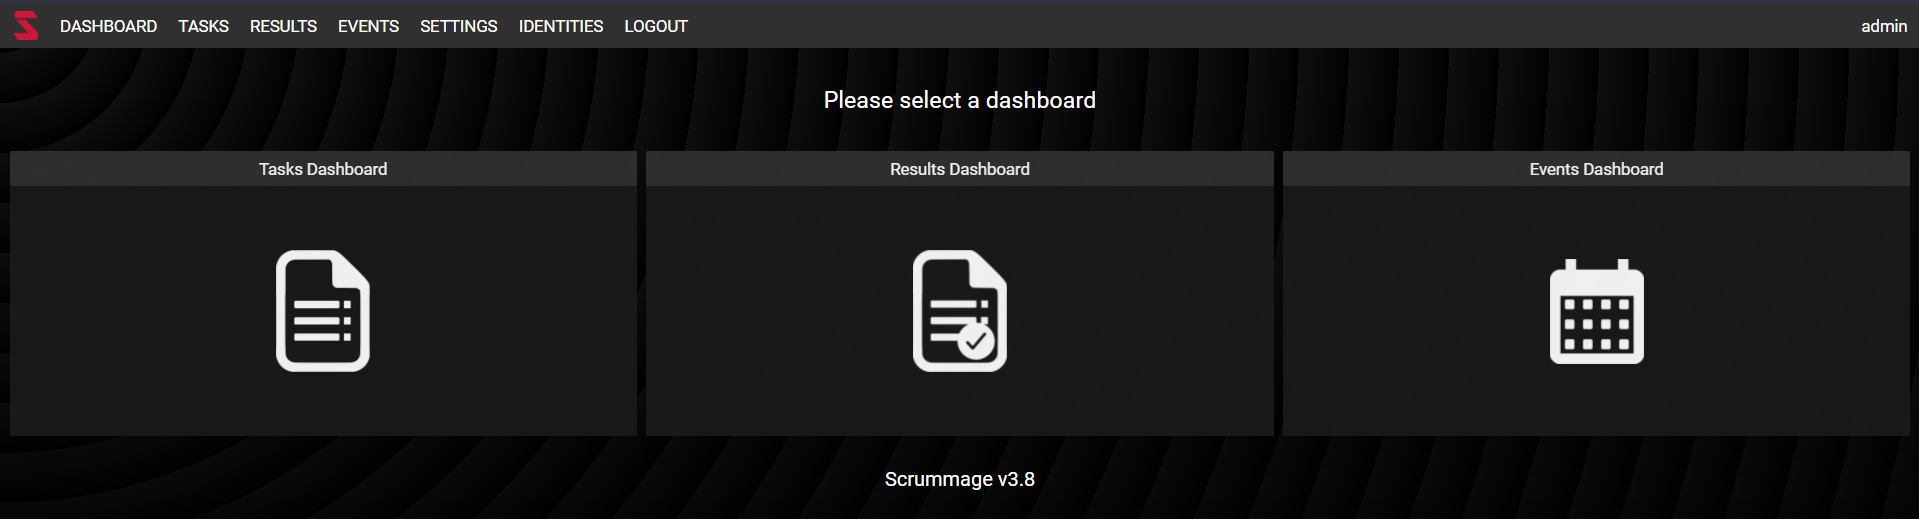 DASHBOARD TASKS RESULTS EVENTS SETTINGS IDENTITIES LOGOUT admin
Please select a dashboard
Tasks Dashboard Results Dashboard Events Dashboard
Scrummage v3.8